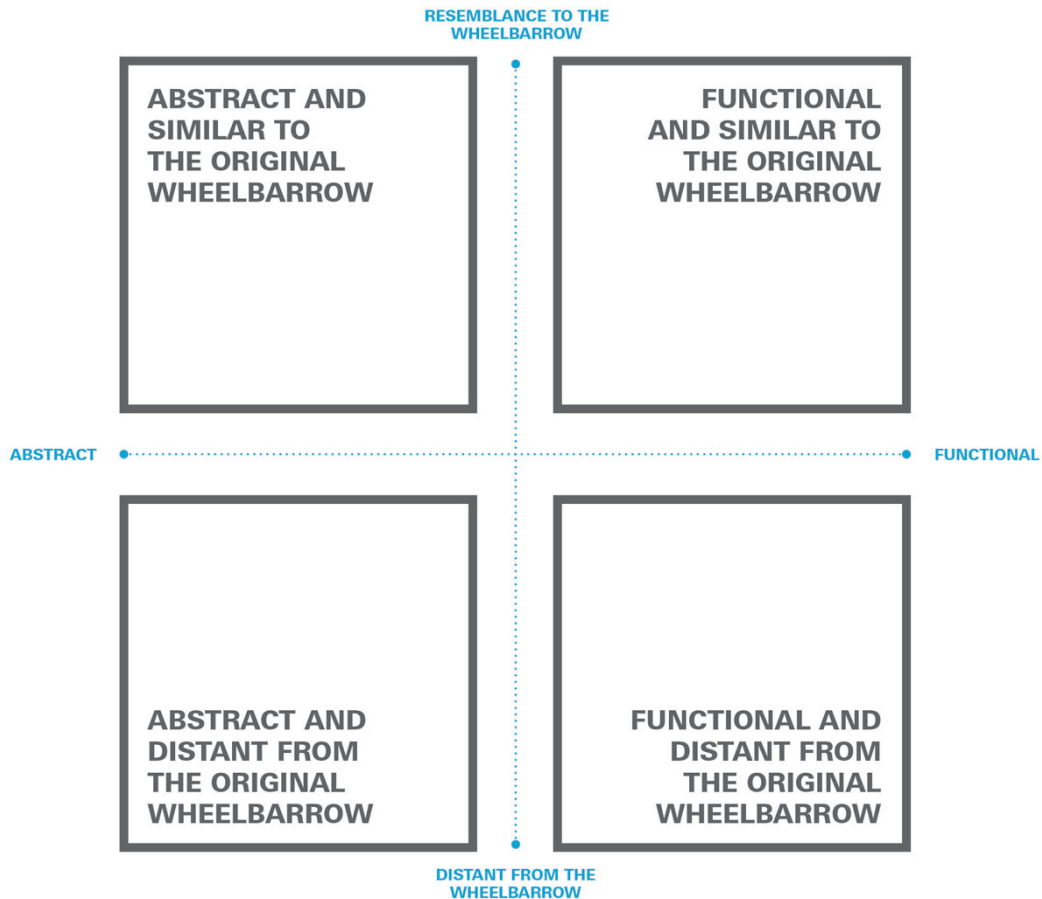 RESEMBLANCE TO THE
WHEELBARROW
ABSTRACT AND
SIMILAR TO
THE ORIGINAL
WHEELBARROW
FUNCTIONAL
AND SIMILAR TO
THE ORIGINAL
WHEELBARROW
ABSTRACT
FUNCTIONAL
ABSTRACT AND
DISTANT FROM
THE ORIGINAL
WHEELBARROW
FUNCTIONAL AND
DISTANT FROM
THE ORIGINAL
WHEELBARROW
DISTANT FROM THE
WHEELBARROW